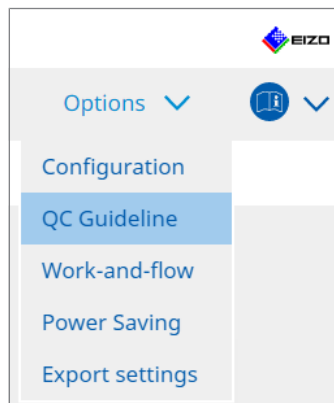 EIZO
Options
Configuration
QC Guideline
Work-and-flow
Power Saving
Export settings